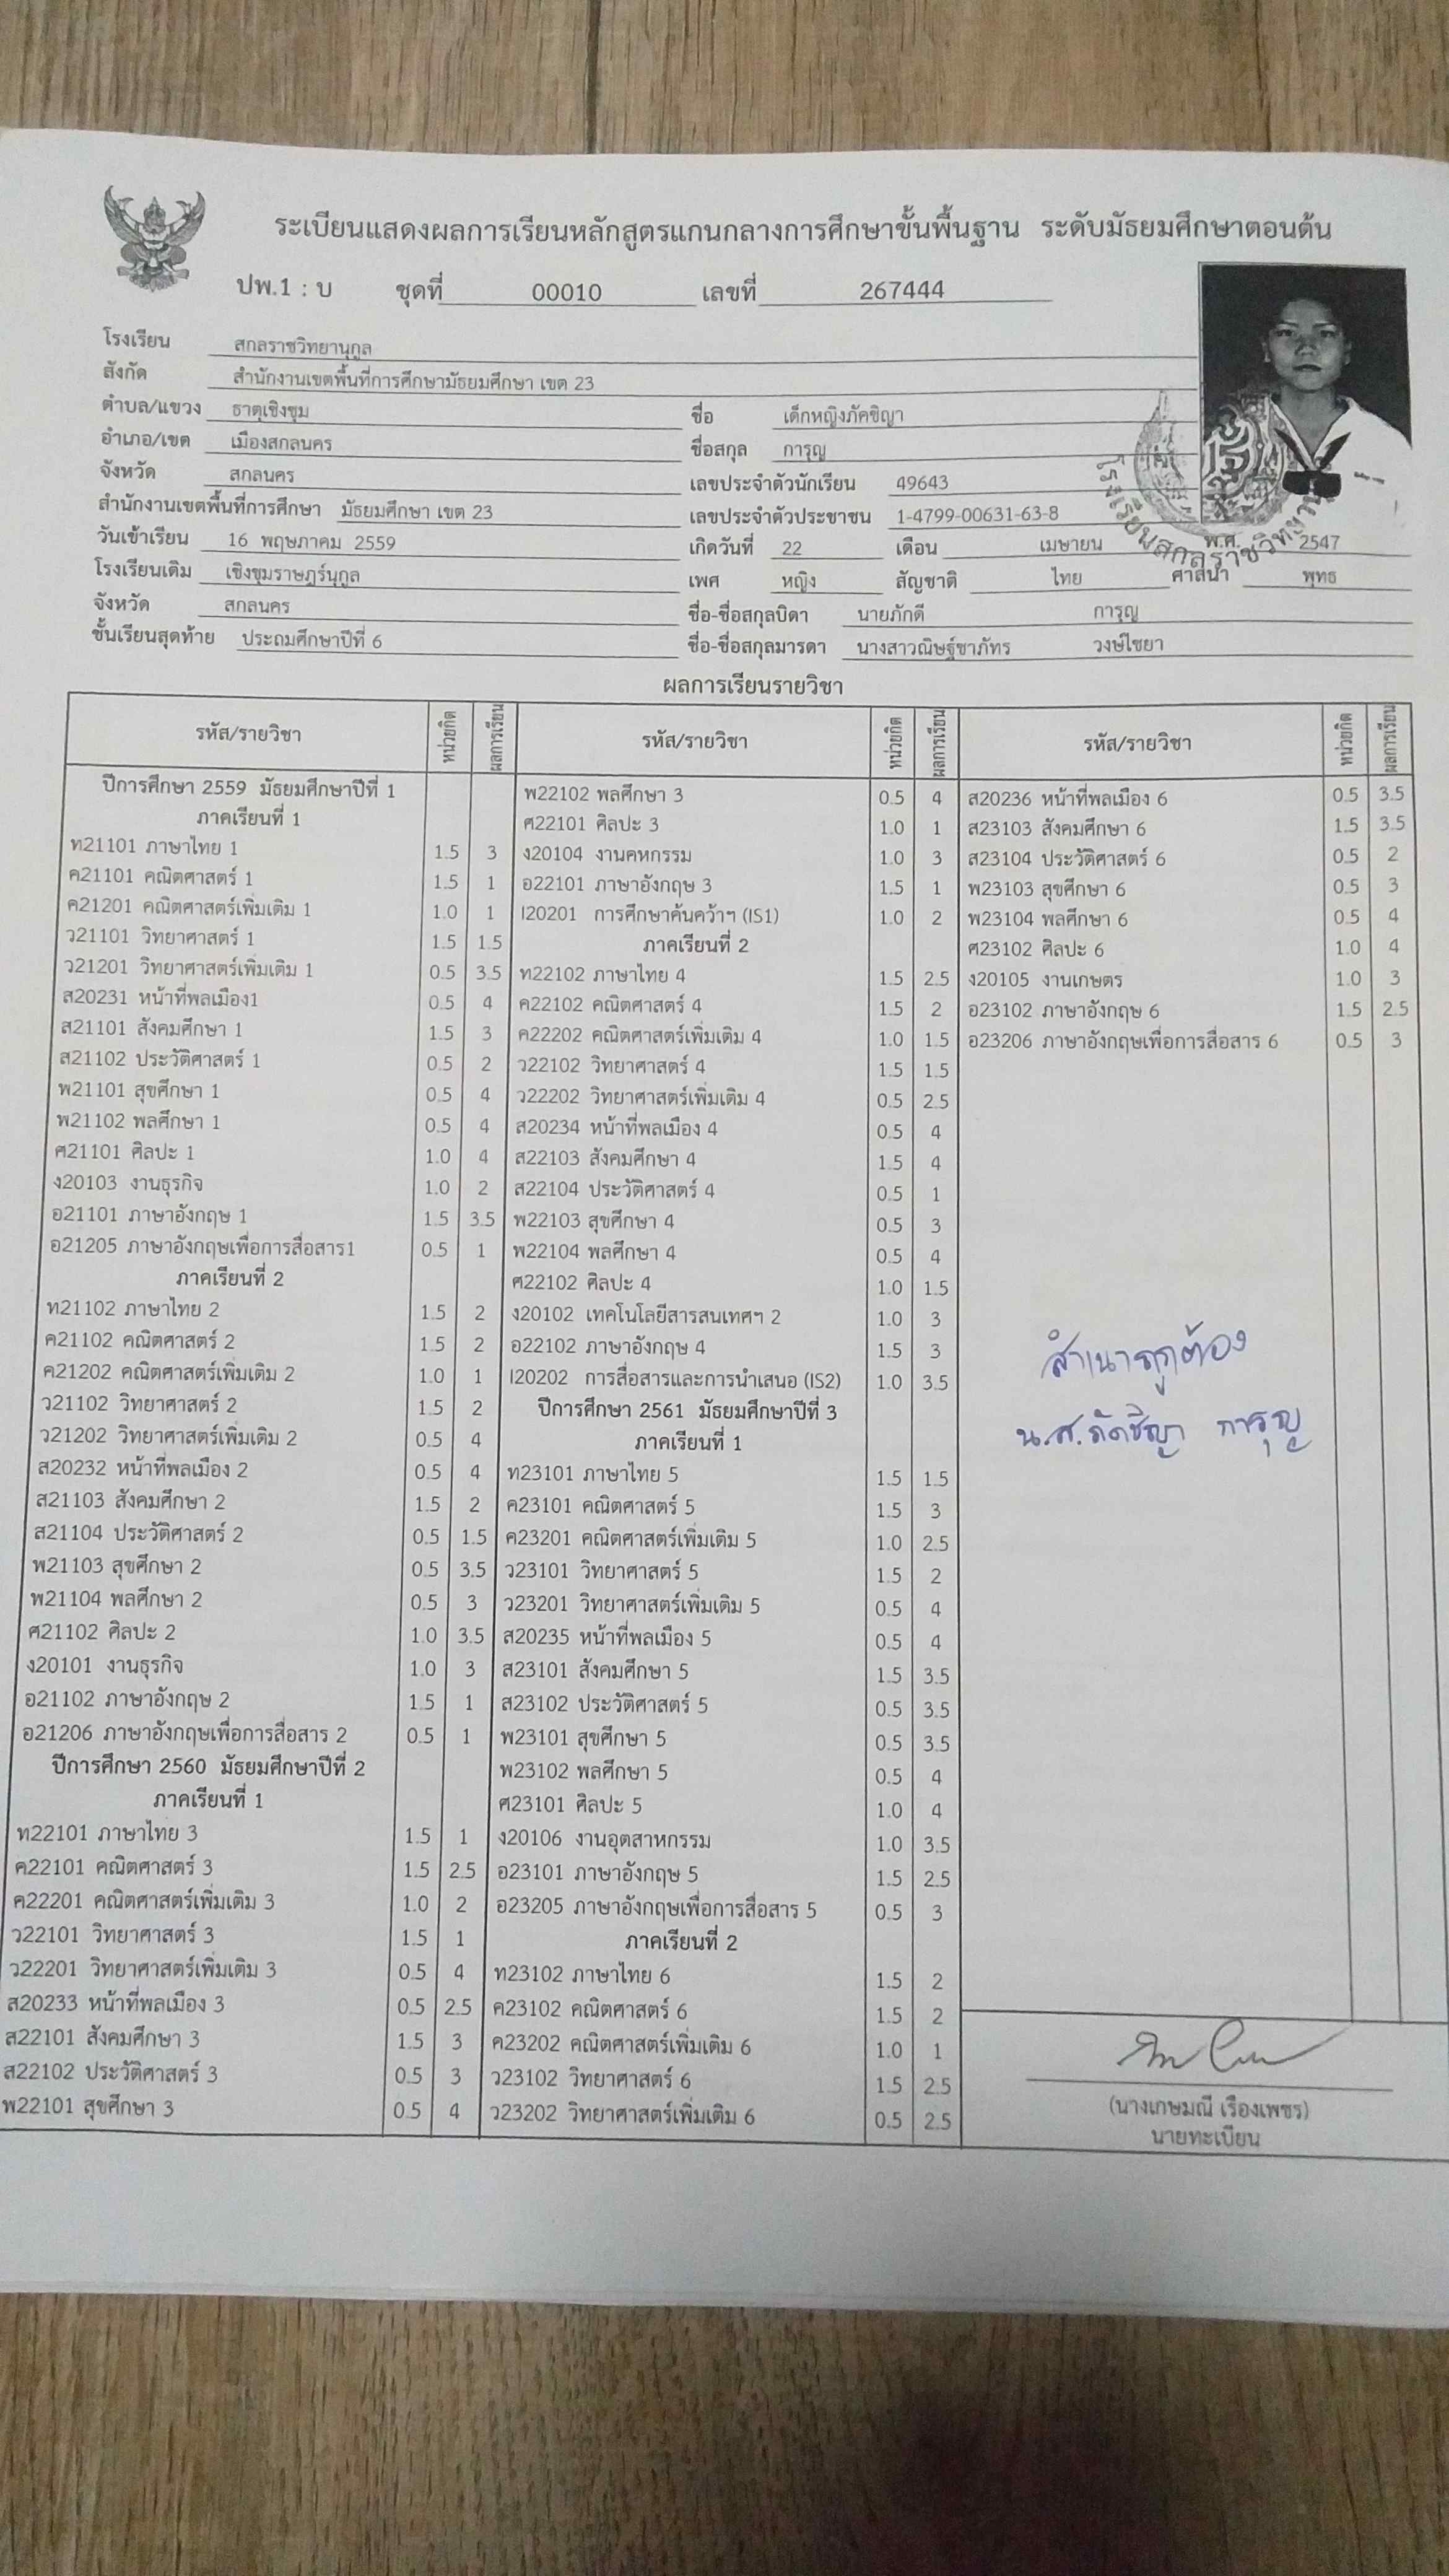 ระเบียนแสดงผลการเรียนหลักสูตรแกนกลางการศึกษาขั้นพื้นฐาน ระดับมัธยมศึกษาตอนต้น
ปพ.1 : บ ชุดที่ 00010 เลขที่ 267444
โรงเรียน สกลราชวิทยานุกูล
สังกัด สำนักงานเขตพื้นที่การศึกษามัธยมศึกษา เขต 23
ตำบล/แขวง ธาตุเชิงชุม
อำเภอ/เขต เมืองสกลนคร
จังหวัด สกลนคร
สำนักงานเขตพื้นที่การศึกษา มัธยมศึกษา เขต 23
วันเข้าเรียน 16 พฤษภาคม 2559
โรงเรียนเดิม เชิงชุมราษฎร์นุกูล
จังหวัด สกลนคร
ชั้นเรียนสุดท้าย ประถมศึกษาปีที่ 6
ชื่อ เด็กหญิงภัคชิญา
ชื่อสกุล การุญ
เลขประจำตัวนักเรียน 49643
เลขประจำตัวประชาชน 1-4799-00631-63-8
เกิดวันที่ 22 เดือน เมษายน พ.ศ. 2547
เพศ หญิง สัญชาติ ไทย ศาสนา พุทธ
ชื่อ-ชื่อสกุลบิดา นายภักดี การุญ
ชื่อ-ชื่อสกุลมารดา นางสาวณิษฐ์ชาภัทร วงษ์ไชยา
โรงเรียนสกลราชวิทยานุกูล
ผลการเรียนรายวิชา
รหัส/รายวิชา หน่วยกิต ผลการเรียน
ปีการศึกษา 2559 มัธยมศึกษาปีที่ 1
ภาคเรียนที่ 1
ท21101 ภาษาไทย 1 1.5 3
ค21101 คณิตศาสตร์ 1 1.5 1
ค21201 คณิตศาสตร์เพิ่มเติม 1 1.0 1
ว21101 วิทยาศาสตร์ 1 1.5 1.5
ว21201 วิทยาศาสตร์เพิ่มเติม 1 0.5 3.5
ส20231 หน้าที่พลเมือง1 0.5 4
ส21101 สังคมศึกษา 1 1.5 3
ส21102 ประวัติศาสตร์ 1 0.5 2
พ21101 สุขศึกษา 1 0.5 4
พ21102 พลศึกษา 1 0.5 4
ศ21101 ศิลปะ 1 1.0 4
ง20103 งานธุรกิจ 1.0 2
อ21101 ภาษาอังกฤษ 1 1.5 3.5
อ21205 ภาษาอังกฤษเพื่อการสื่อสาร1 0.5 1
ภาคเรียนที่ 2
ท21102 ภาษาไทย 2 1.5 2
ค21102 คณิตศาสตร์ 2 1.5 2
ค21202 คณิตศาสตร์เพิ่มเติม 2 1.0 1
ว21102 วิทยาศาสตร์ 2 1.5 2
ว21202 วิทยาศาสตร์เพิ่มเติม 2 0.5 4
ส20232 หน้าที่พลเมือง 2 0.5 4
ส21103 สังคมศึกษา 2 1.5 2
ส21104 ประวัติศาสตร์ 2 0.5 1.5
พ21103 สุขศึกษา 2 0.5 3.5
พ21104 พลศึกษา 2 0.5 3
ศ21102 ศิลปะ 2 1.0 3.5
ง20101 งานธุรกิจ 1.0 3
อ21102 ภาษาอังกฤษ 2 1.5 1
อ21206 ภาษาอังกฤษเพื่อการสื่อสาร 2 0.5 1
ปีการศึกษา 2560 มัธยมศึกษาปีที่ 2
ภาคเรียนที่ 1
ท22101 ภาษาไทย 3 1.5 1
ค22101 คณิตศาสตร์ 3 1.5 2.5
ค22201 คณิตศาสตร์เพิ่มเติม 3 1.0 2
ว22101 วิทยาศาสตร์ 3 1.5 1
ว22201 วิทยาศาสตร์เพิ่มเติม 3 0.5 4
ส20233 หน้าที่พลเมือง 3 0.5 2.5
ส22101 สังคมศึกษา 3 1.5 3
ส22102 ประวัติศาสตร์ 3 0.5 3
พ22101 สุขศึกษา 3 0.5 4
รหัส/รายวิชา หน่วยกิต ผลการเรียน
พ22102 พลศึกษา 3 0.5 4
ศ22101 ศิลปะ 3 1.0 1
ง20104 งานคหกรรม 1.0 3
อ22101 ภาษาอังกฤษ 3 1.5 1
I20201 การศึกษาค้นคว้าฯ (IS1) 1.0 2
ภาคเรียนที่ 2
ท22102 ภาษาไทย 4 1.5 2.5
ค22102 คณิตศาสตร์ 4 1.5 2
ค22202 คณิตศาสตร์เพิ่มเติม 4 1.0 1.5
ว22102 วิทยาศาสตร์ 4 1.5 1.5
ว22202 วิทยาศาสตร์เพิ่มเติม 4 0.5 2.5
ส20234 หน้าที่พลเมือง 4 0.5 4
ส22103 สังคมศึกษา 4 1.5 4
ส22104 ประวัติศาสตร์ 4 0.5 1
พ22103 สุขศึกษา 4 0.5 3
พ22104 พลศึกษา 4 0.5 4
ศ22102 ศิลปะ 4 1.0 1.5
ง20102 เทคโนโลยีสารสนเทศฯ 2 1.0 3
อ22102 ภาษาอังกฤษ 4 1.5 3
I20202 การสื่อสารและการนำเสนอ (IS2) 1.0 3.5
ปีการศึกษา 2561 มัธยมศึกษาปีที่ 3
ภาคเรียนที่ 1
ท23101 ภาษาไทย 5 1.5 1.5
ค23101 คณิตศาสตร์ 5 1.5 3
ค23201 คณิตศาสตร์เพิ่มเติม 5 1.0 2.5
ว23101 วิทยาศาสตร์ 5 1.5 2
ว23201 วิทยาศาสตร์เพิ่มเติม 5 0.5 4
ส20235 หน้าที่พลเมือง 5 0.5 4
ส23101 สังคมศึกษา 5 1.5 3.5
ส23102 ประวัติศาสตร์ 5 0.5 3.5
พ23101 สุขศึกษา 5 0.5 3.5
พ23102 พลศึกษา 5 0.5 4
ศ23101 ศิลปะ 5 1.0 4
ง20106 งานอุตสาหกรรม 1.0 3.5
อ23101 ภาษาอังกฤษ 5 1.5 2.5
อ23205 ภาษาอังกฤษเพื่อการสื่อสาร 5 0.5 3
ภาคเรียนที่ 2
ท23102 ภาษาไทย 6 1.5 2
ค23102 คณิตศาสตร์ 6 1.5 2
ค23202 คณิตศาสตร์เพิ่มเติม 6 1.0 1
ว23102 วิทยาศาสตร์ 6 1.5 2.5
ว23202 วิทยาศาสตร์เพิ่มเติม 6 0.5 2.5
รหัส/รายวิชา หน่วยกิต ผลการเรียน
ส20236 หน้าที่พลเมือง 6 0.5 3.5
ส23103 สังคมศึกษา 6 1.5 3.5
ส23104 ประวัติศาสตร์ 6 0.5 2
พ23103 สุขศึกษา 6 0.5 3
พ23104 พลศึกษา 6 0.5 4
ศ23102 ศิลปะ 6 1.0 4
ง20105 งานเกษตร 1.0 3
อ23102 ภาษาอังกฤษ 6 1.5 2.5
อ23206 ภาษาอังกฤษเพื่อการสื่อสาร 6 0.5 3
สำเนาถูกต้อง
น.ส.ภัคชิญา การุญ
(นางเกษมณี เรืองเพชร)
นายทะเบียน